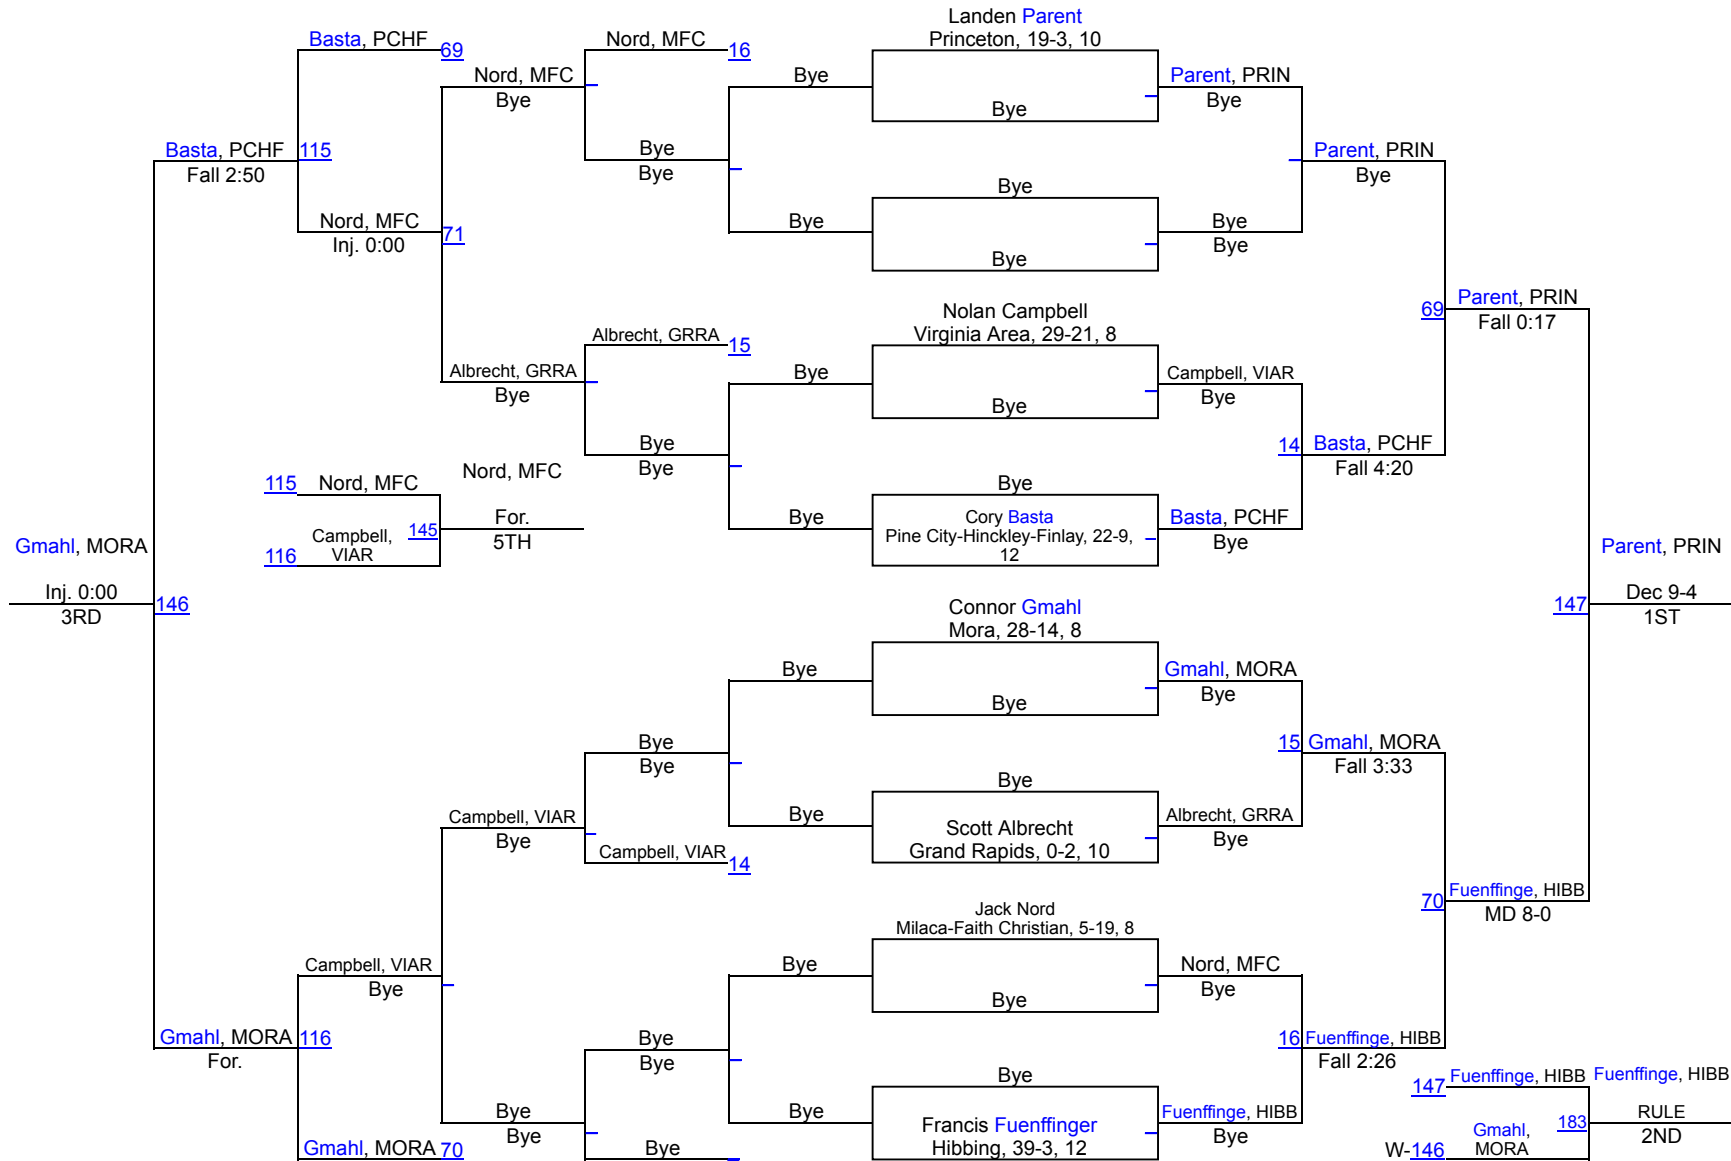 Landen Parent
Basta, PCHF 69
Nord, MFC 16
Princeton, 19-3, 10
Nord, MFC
Bye
Bye
Parent, PRIN
Bye
Bye
Basta, PCHF 115
Fall 2:50
Bye
Bye
Parent, PRIN
Bye
Bye
Nord, MFC 71
Inj. 0:00
Bye
Bye
Bye
Bye
69 Parent, PRIN
Fall 0:17
Nolan Campbell
Virginia Area, 29-21, 8
Albrecht, GRRA 15
Albrecht, GRRA
Bye
Bye
Campbell, VIAR
Bye
Bye
Bye
Bye
14 Basta, PCHF
Fall 4:20
115 Nord, MFC
Nord, MFC
Bye
Campbell, VIAR
116
145
For.
5TH
Bye
Cory Basta
Pine City-Hinckley-Finlay, 22-9, 12
Basta, PCHF
Bye
Gmahl, MORA
Inj. 0:00
3RD
146
Parent, PRIN
147
Dec 9-4
1ST
Connor Gmahl
Mora, 28-14, 8
Bye
Gmahl, MORA
Bye
Bye
Bye
Bye
15 Gmahl, MORA
Fall 3:33
Bye
Campbell, VIAR
Bye
Bye
Scott Albrecht
Grand Rapids, 0-2, 10
Albrecht, GRRA
Bye
Campbell, VIAR 14
70 Fuenffinge, HIBB
MD 8-0
Jack Nord
Milaca-Faith Christian, 5-19, 8
Campbell, VIAR
Bye
Bye
Nord, MFC
Bye
Bye
Gmahl, MORA 116
For.
Bye
Bye
16 Fuenffinge, HIBB
Fall 2:26
Bye
147 Fuenffinge, HIBB
Fuenffinge, HIBB
Bye
Bye
Bye
Francis Fuenffinger
Hibbing, 39-3, 12
Fuenffinge, HIBB
Bye
Gmahl, MORA
183
RULE
2ND
Gmahl, MORA 70
Bye
W-146